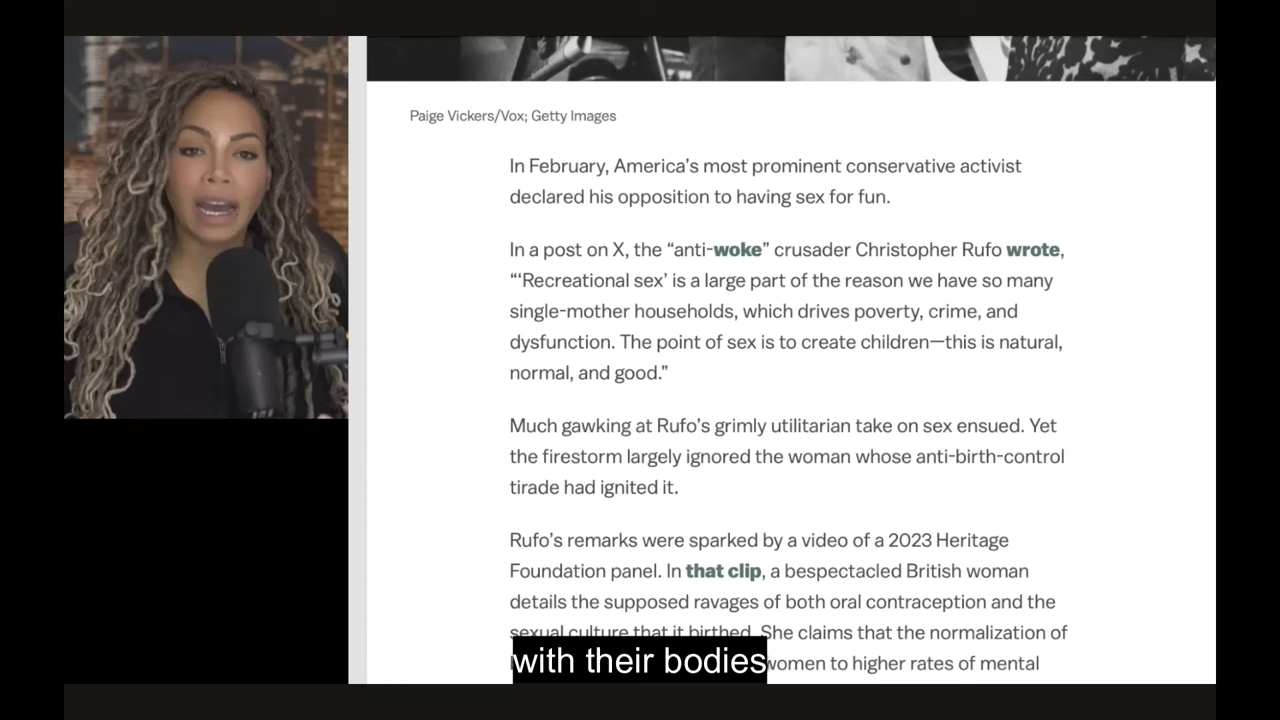 Paige Vickers/Vox; Getty Images
In February, America’s most prominent conservative activist
declared his opposition to having sex for fun.
In a post on X, the “anti-woke” crusader Christopher Rufo wrote,
“‘Recreational sex’ is a large part of the reason we have so many
single-mother households, which drives poverty, crime, and
dysfunction. The point of sex is to create children—this is natural,
normal, and good.”
Much gawking at Rufo’s grimly utilitarian take on sex ensued. Yet
the firestorm largely ignored the woman whose anti-birth-control
tirade had ignited it.
Rufo’s remarks were sparked by a video of a 2023 Heritage
Foundation panel. In that clip, a bespectacled British woman
details the supposed ravages of both oral contraception and the
sexual culture that it birthed. She claims that the normalization of
women to higher rates of mental
with their bodies